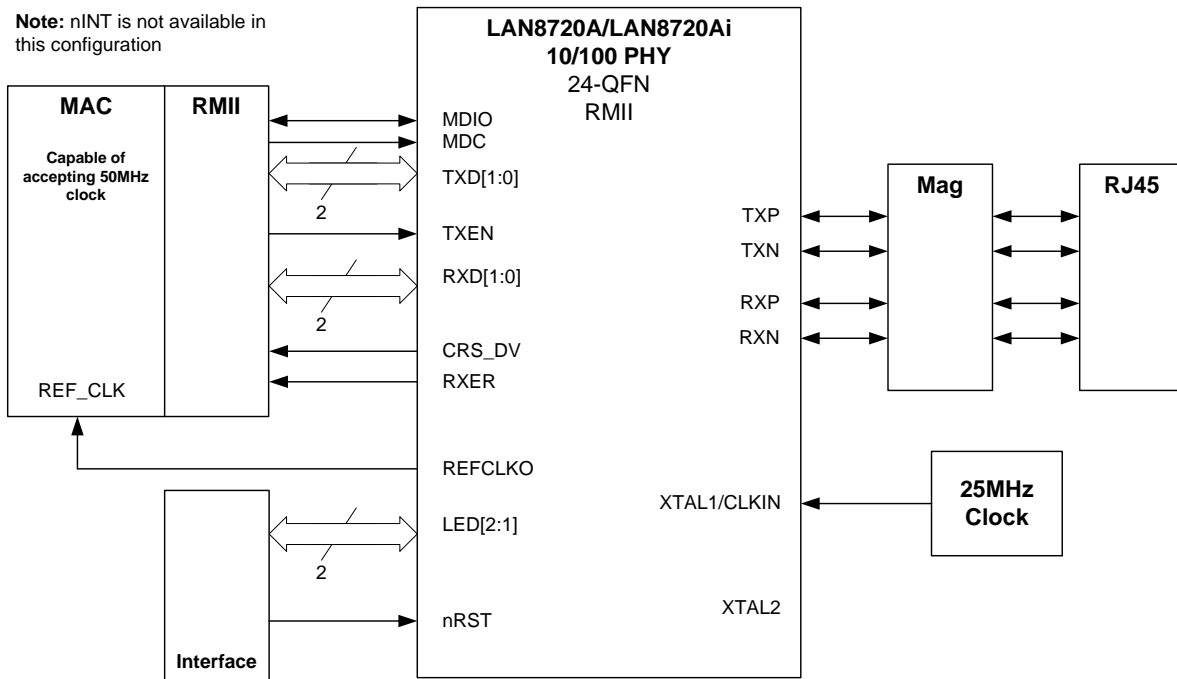 Note: nINT is not available in
this configuration
LAN8720A/LAN8720Ai
10/100 PHY
24-QFN
RMII
MAC
RMII
Capable of
accepting 50MHz
clock
REF_CLK
MDIO
MDC
TXD[1:0]
2
TXEN
RXD[1:0]
2
CRS_DV
RXER
REFCLKO
LED[2:1]
2
nRST
Interface
TXP
TXN
RXP
RXN
Mag
RJ45
XTAL1/CLKIN
25MHz
Clock
XTAL2